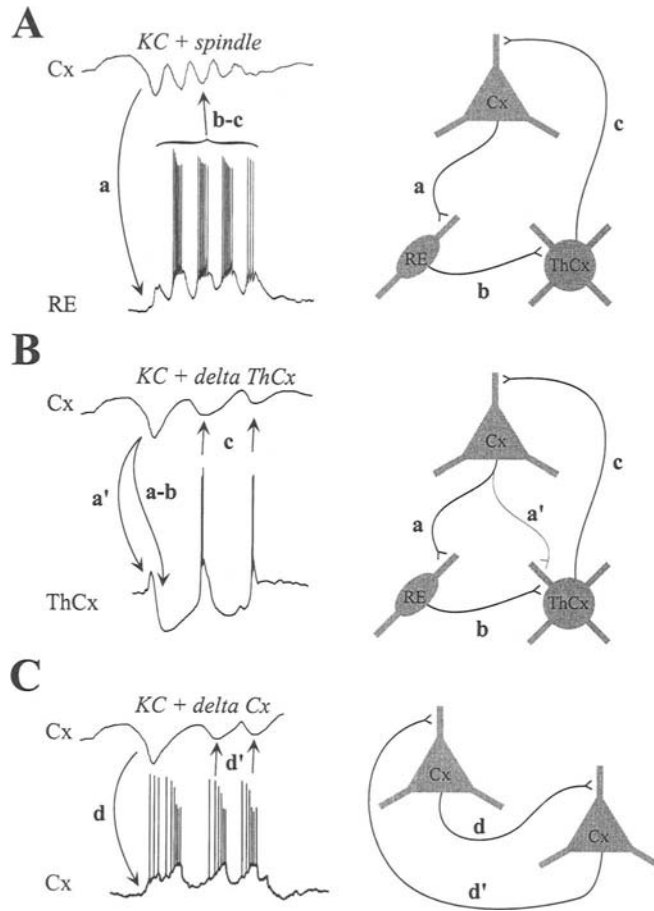 A
KC + spindle
Cx
b-c
a
RE
Cx
a
c
RE
ThCx
b
B
KC + delta ThCx
Cx
c
a'
a-b
ThCx
Cx
a
a'
c
RE
ThCx
b
C
KC + delta Cx
Cx
d'
d
Cx
Cx
d
Cx
d'